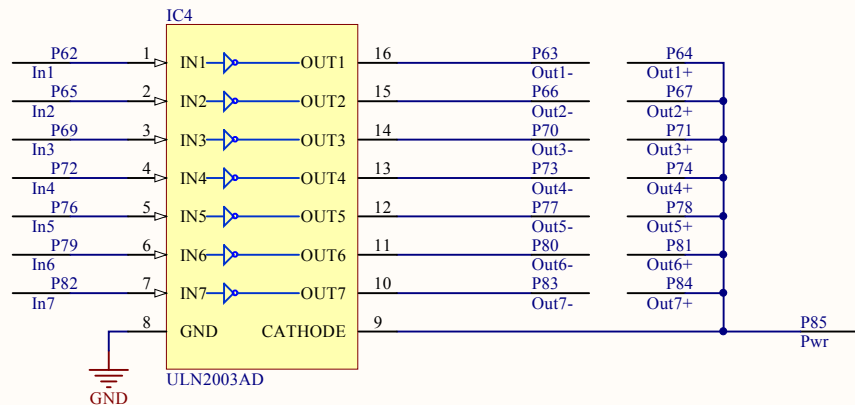 IC4
P62 1 IN1 OUT1 16 P63 P64
In1 Out1- Out1+
P65 2 IN2 OUT2 15 P66 P67
In2 Out2- Out2+
P69 3 IN3 OUT3 14 P70 P71
In3 Out3- Out3+
P72 4 IN4 OUT4 13 P73 P74
In4 Out4- Out4+
P76 5 IN5 OUT5 12 P77 P78
In5 Out5- Out5+
P79 6 IN6 OUT6 11 P80 P81
In6 Out6- Out6+
P82 7 IN7 OUT7 10 P83 P84
In7 Out7- Out7+
8 GND CATHODE 9 P85
Pwr
ULN2003AD
GND